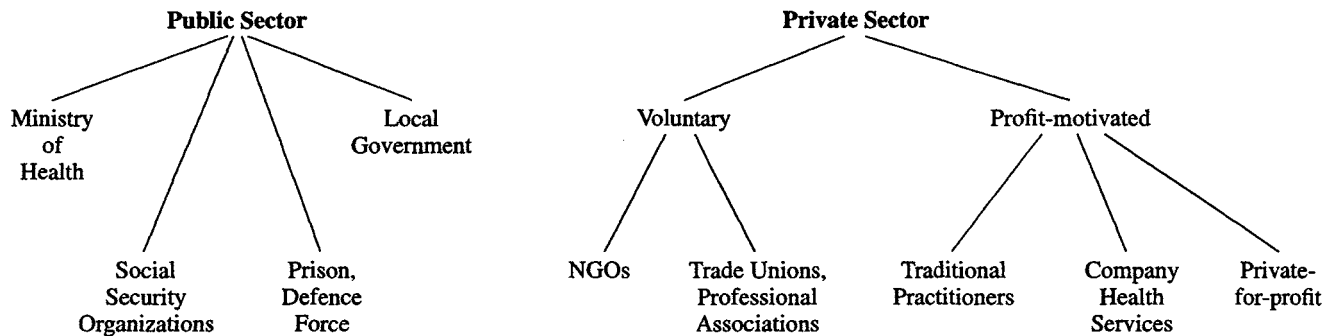 Public Sector
Private Sector
Ministry
of
Health
Local
Government
Voluntary
Profit-motivated
Social
Security
Organizations
Prison,
Defence
Force
NGOs
Trade Unions,
Professional
Associations
Traditional
Practitioners
Company
Health
Services
Private-
for-profit